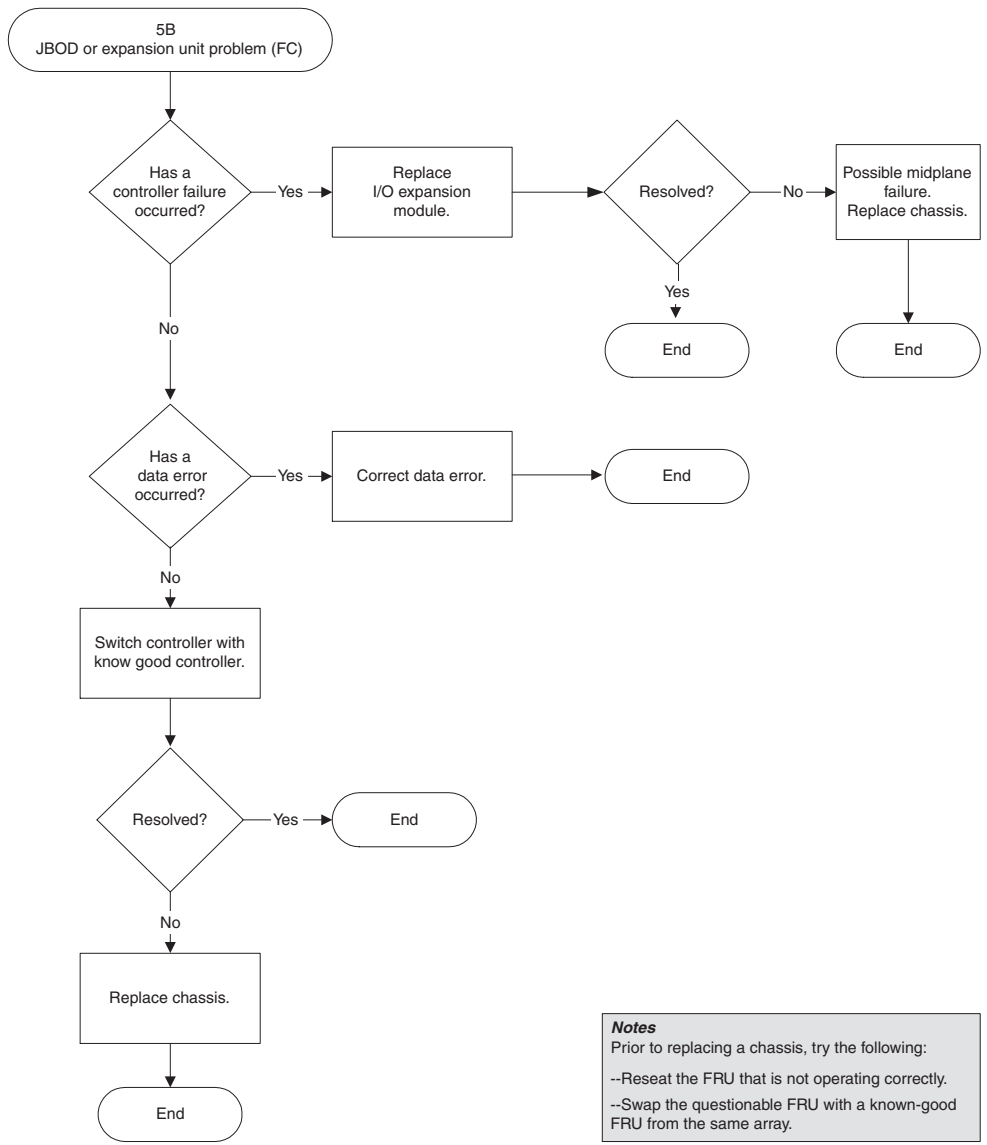 5B
JBOD or expansion unit problem (FC)
Has a
controller failure
occurred?
Yes
Replace
I/O expansion
module.
Resolved?
No
Possible midplane
failure.
Replace chassis.
Yes
End
End
No
Has a
data error
occurred?
Yes
Correct data error.
End
No
Switch controller with
know good controller.
Resolved?
Yes
End
No
Replace chassis.
End
Notes
Prior to replacing a chassis, try the following:
--Reseat the FRU that is not operating correctly.
--Swap the questionable FRU with a known-good
FRU from the same array.